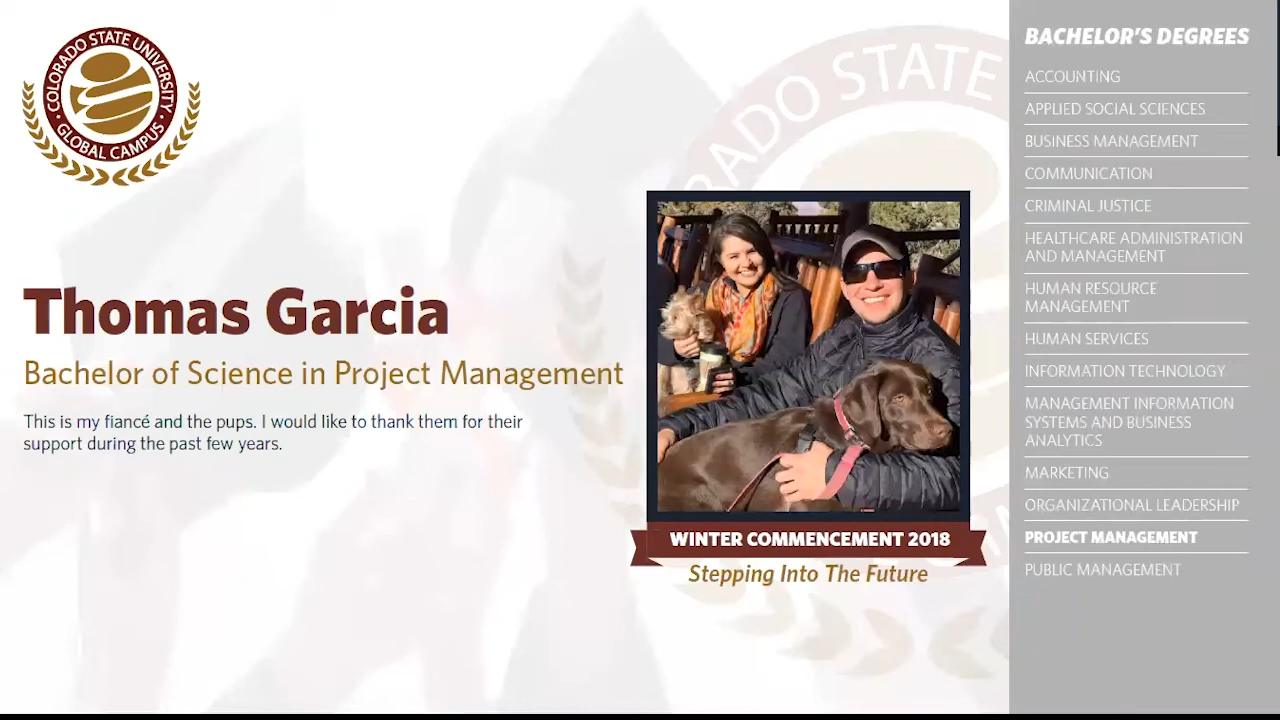 COLORADO STATE UNIVERSITY
GLOBAL CAMPUS
Thomas Garcia
Bachelor of Science in Project Management
This is my fiancé and the pups. I would like to thank them for their
support during the past few years.
RADO STATE
WINTER COMMENCEMENT 2018
Stepping Into The Future
BACHELOR'S DEGREES
ACCOUNTING
APPLIED SOCIAL SCIENCES
BUSINESS MANAGEMENT
COMMUNICATION
CRIMINAL JUSTICE
HEALTHCARE ADMINISTRATION
AND MANAGEMENT
HUMAN RESOURCE
MANAGEMENT
HUMAN SERVICES
INFORMATION TECHNOLOGY
MANAGEMENT INFORMATION
SYSTEMS AND BUSINESS
ANALYTICS
MARKETING
ORGANIZATIONAL LEADERSHIP
PROJECT MANAGEMENT
PUBLIC MANAGEMENT